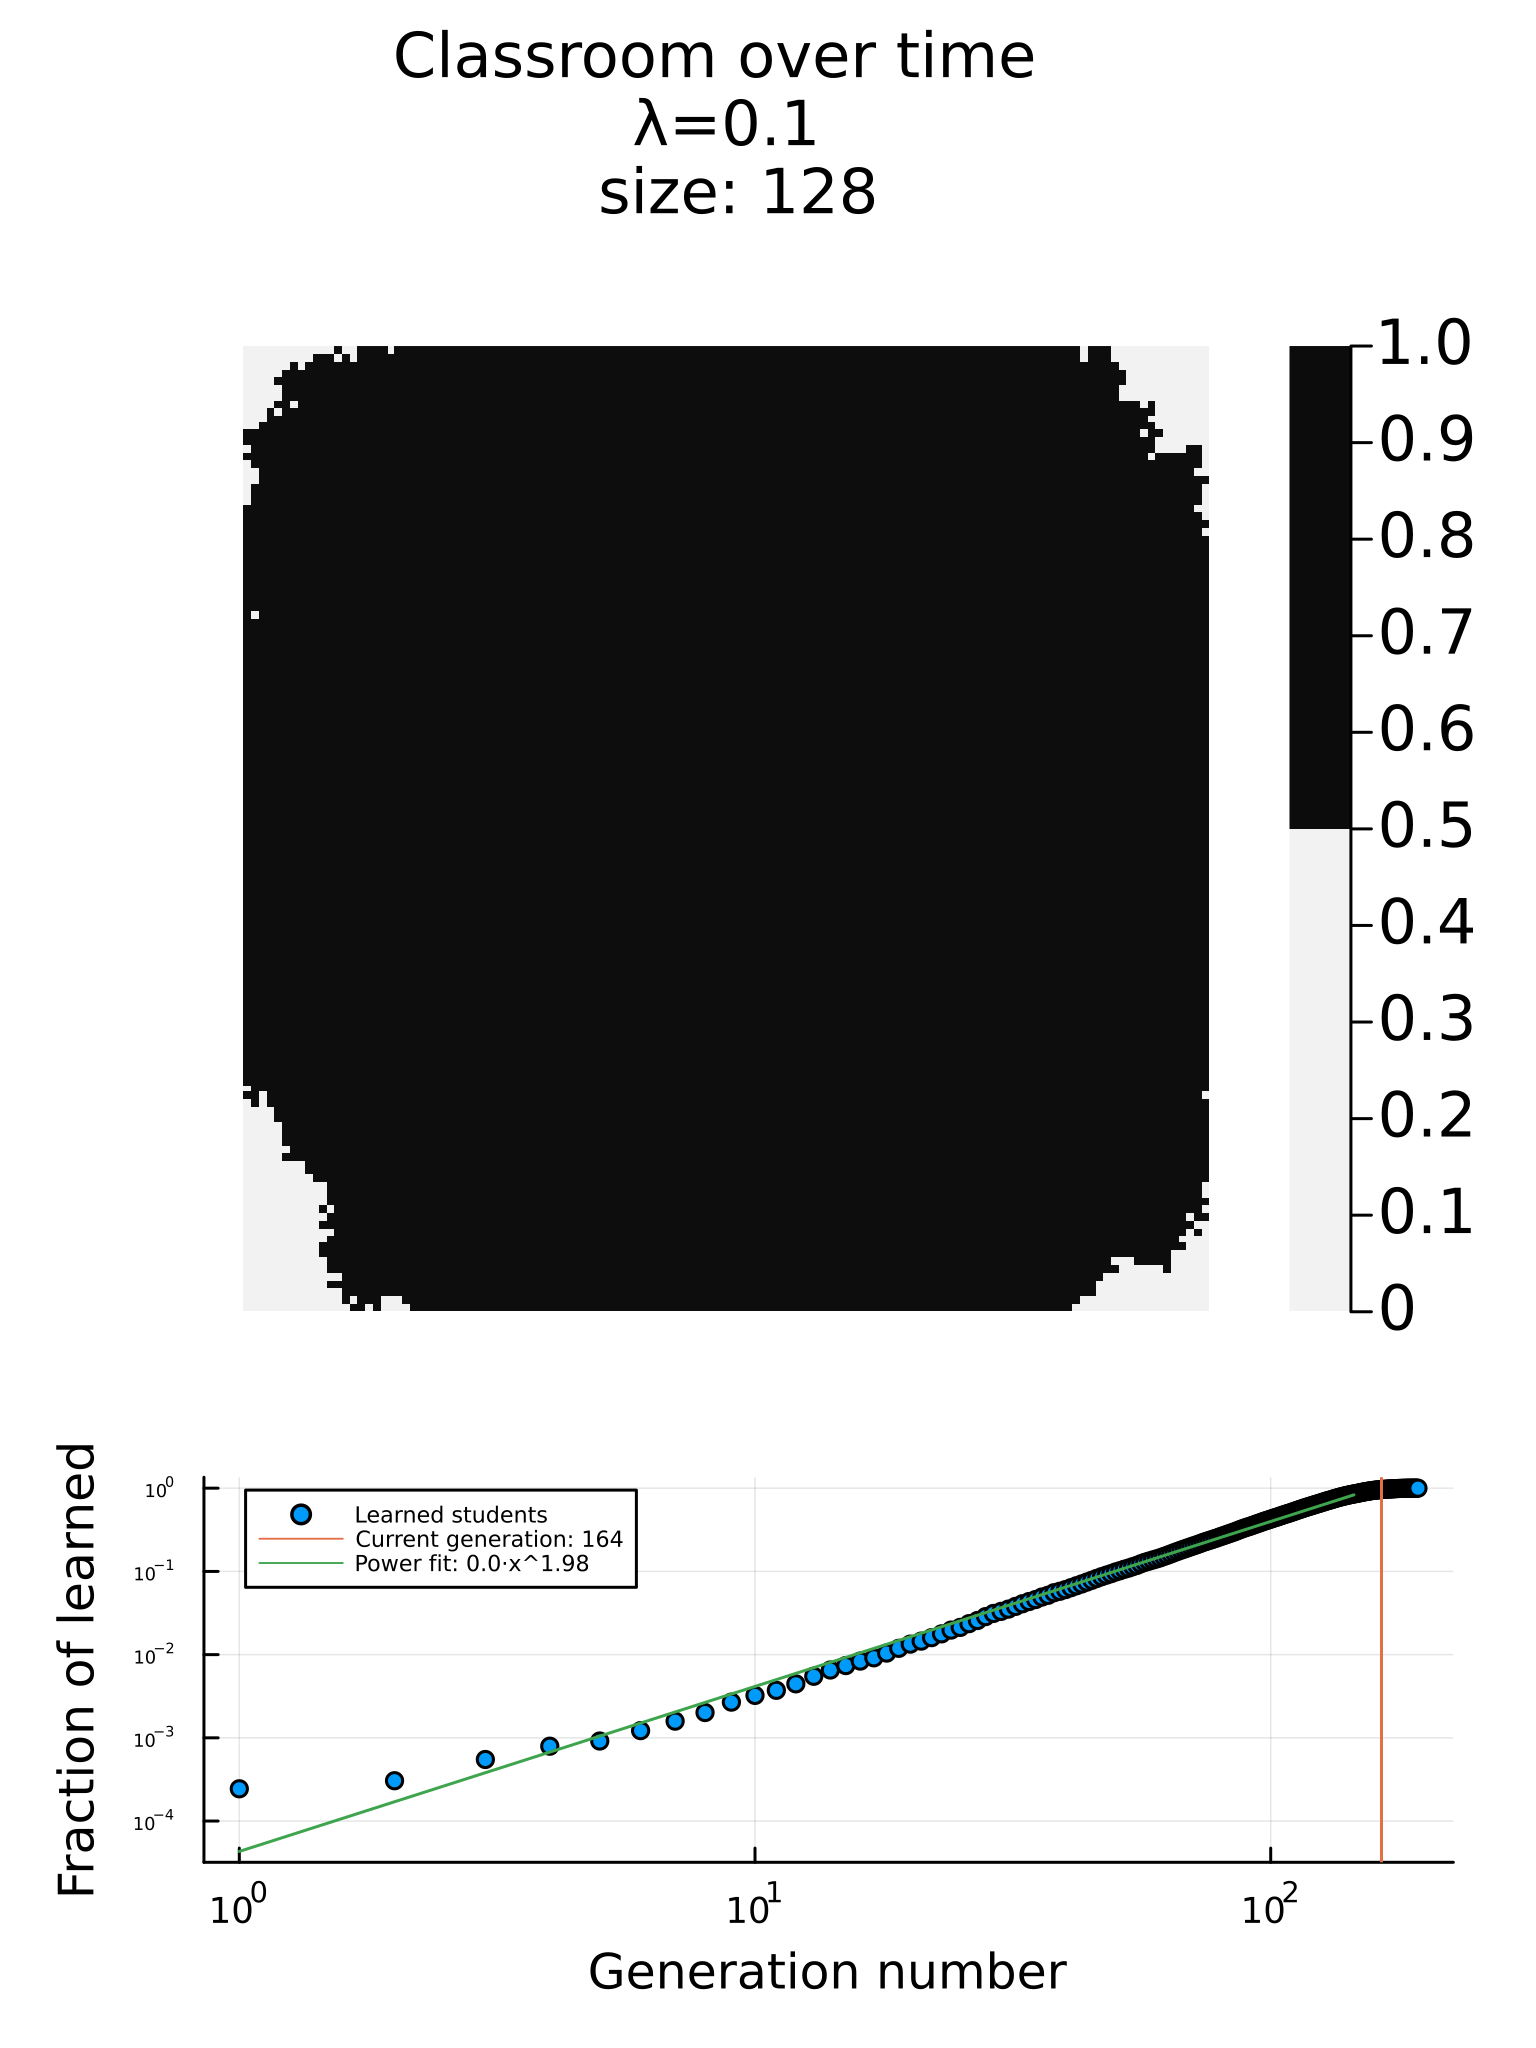 Classroom over time
λ=0.1
size: 128
1.0
0.9
0.8
0.7
0.6
0.5
0.4
0.3
0.2
0.1
0
Fraction of learned
10^0
10^-1
10^-2
10^-3
10^-4
Learned students
Current generation: 164
Power fit: 0.0·x^1.98
10^0
10^1
10^2
Generation number